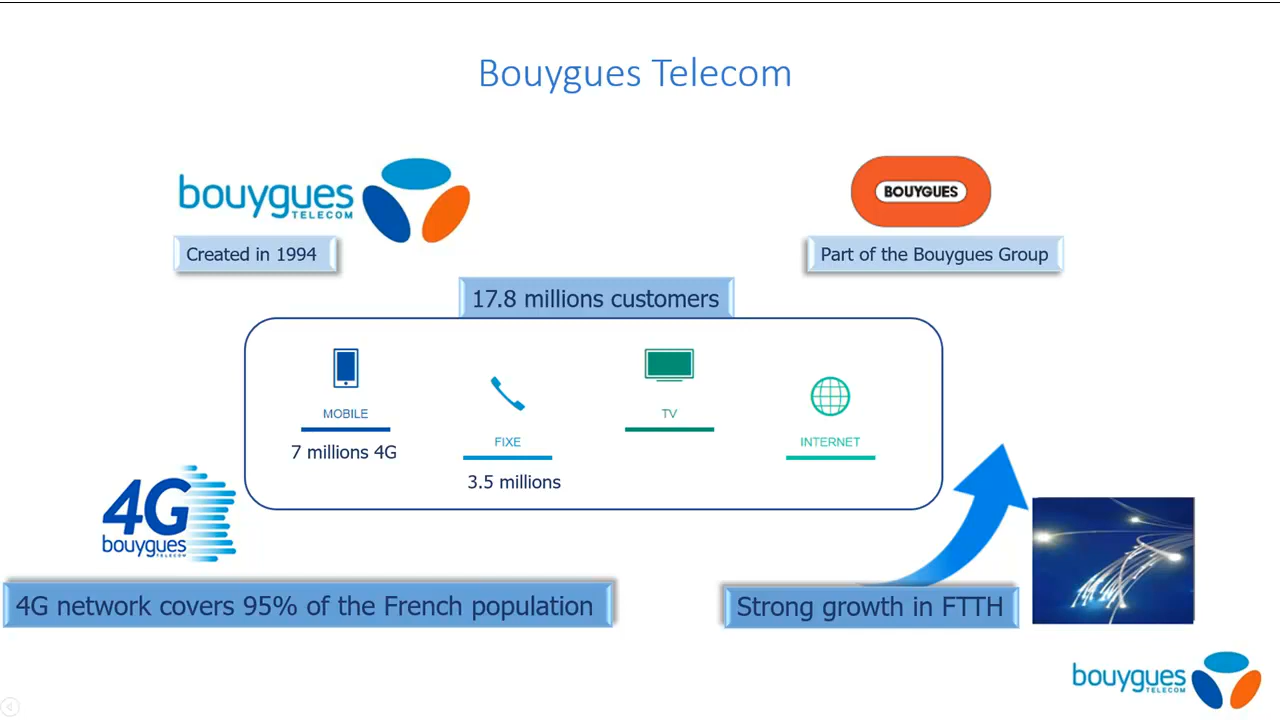 Bouygues Telecom
bouygues
TELECOM
BOUYGUES
Created in 1994
Part of the Bouygues Group
17.8 millions customers
MOBILE
7 millions 4G
FIXE
3.5 millions
TV
INTERNET
4G
bouygues
TELECOM
4G network covers 95% of the French population
Strong growth in FTTH
bouygues
TELECOM